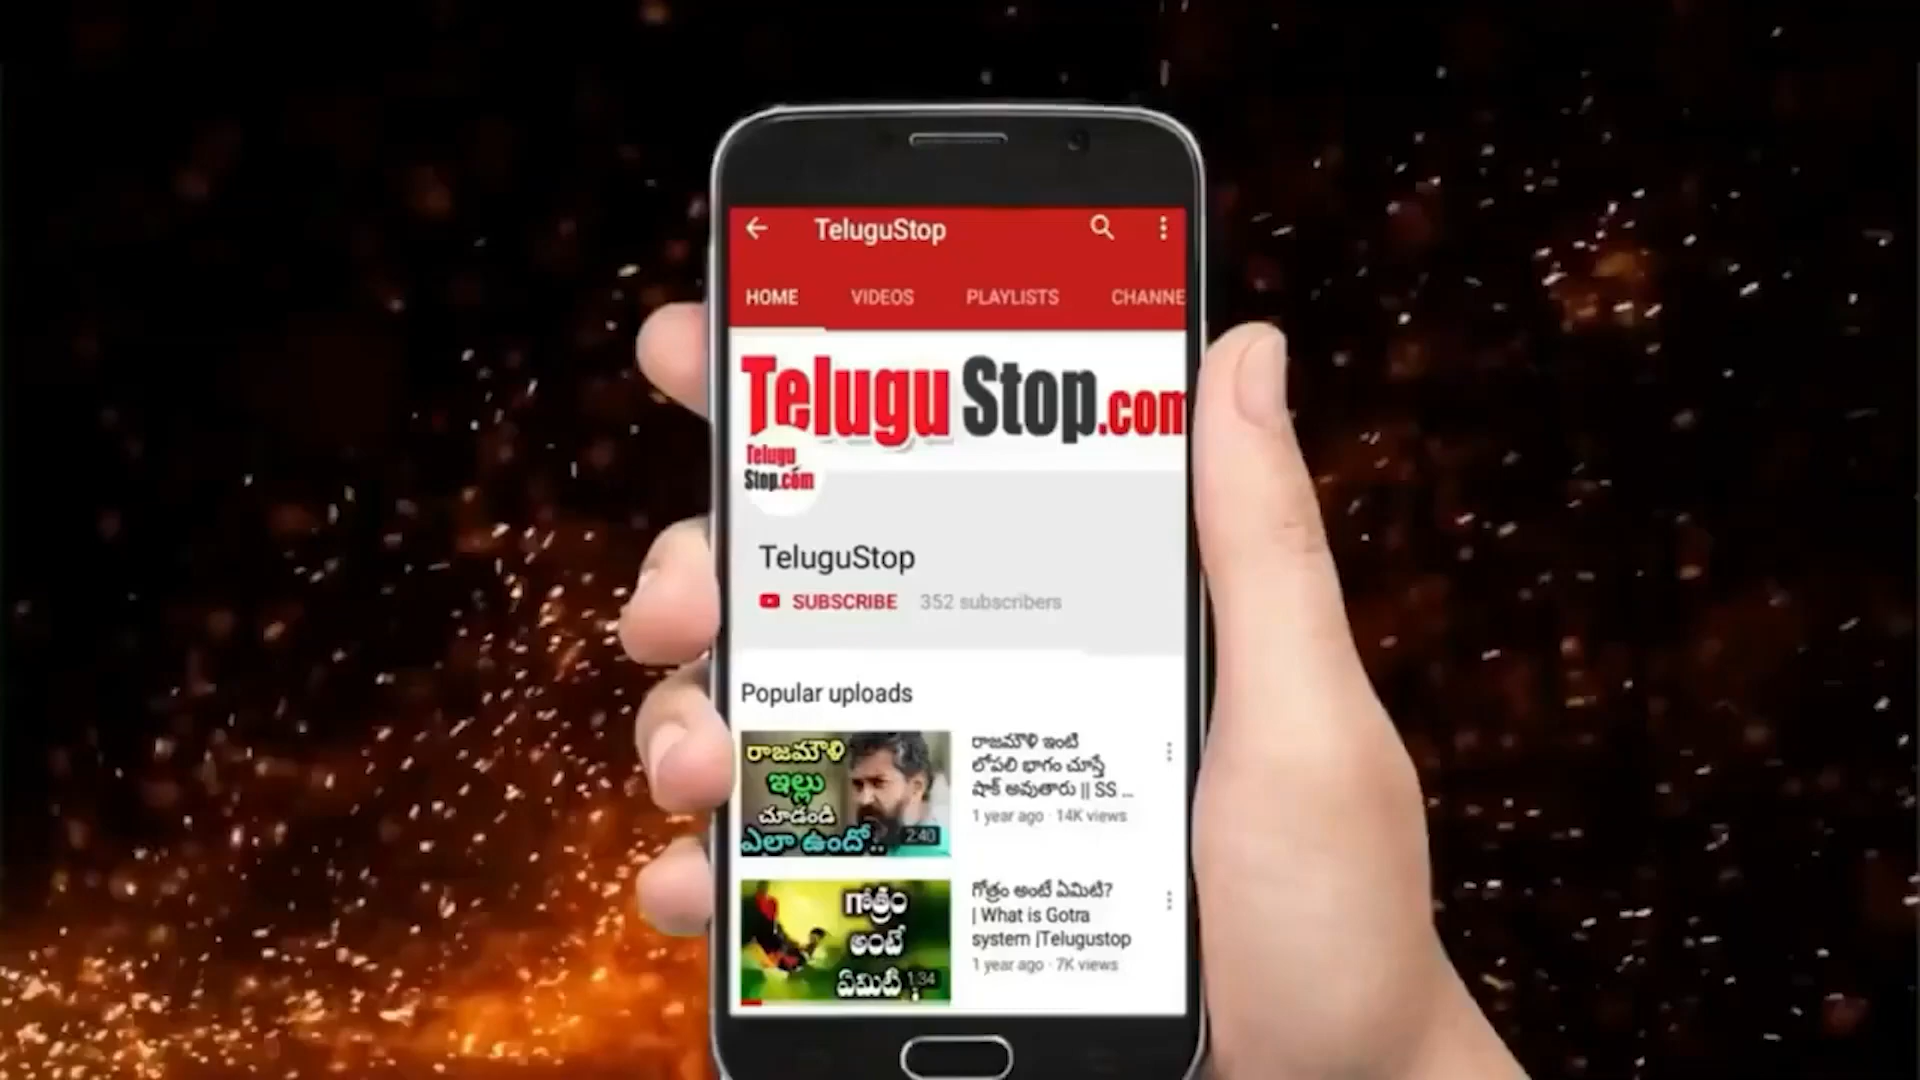 TeluguStop
HOME VIDEOS PLAYLISTS CHANNE
Telugu Stop.com
Telugu
Stop.com
TeluguStop
SUBSCRIBE 352 subscribers
Popular uploads
రాజమౌళి
ఇల్లు
చూడండి
ఎలా ఉందో..
2:40
రాజమౌళి ఇంటి
లోపలి భాగం చూస్తే
షాక్ అవుతారు || SS ...
1 year ago · 14K views
గోత్రం
అంటే
ఏమిటి
1:34
గోత్రం అంటే ఏమిటి?
| What is Gotra
system |Telugustop
1 year ago · 7K views